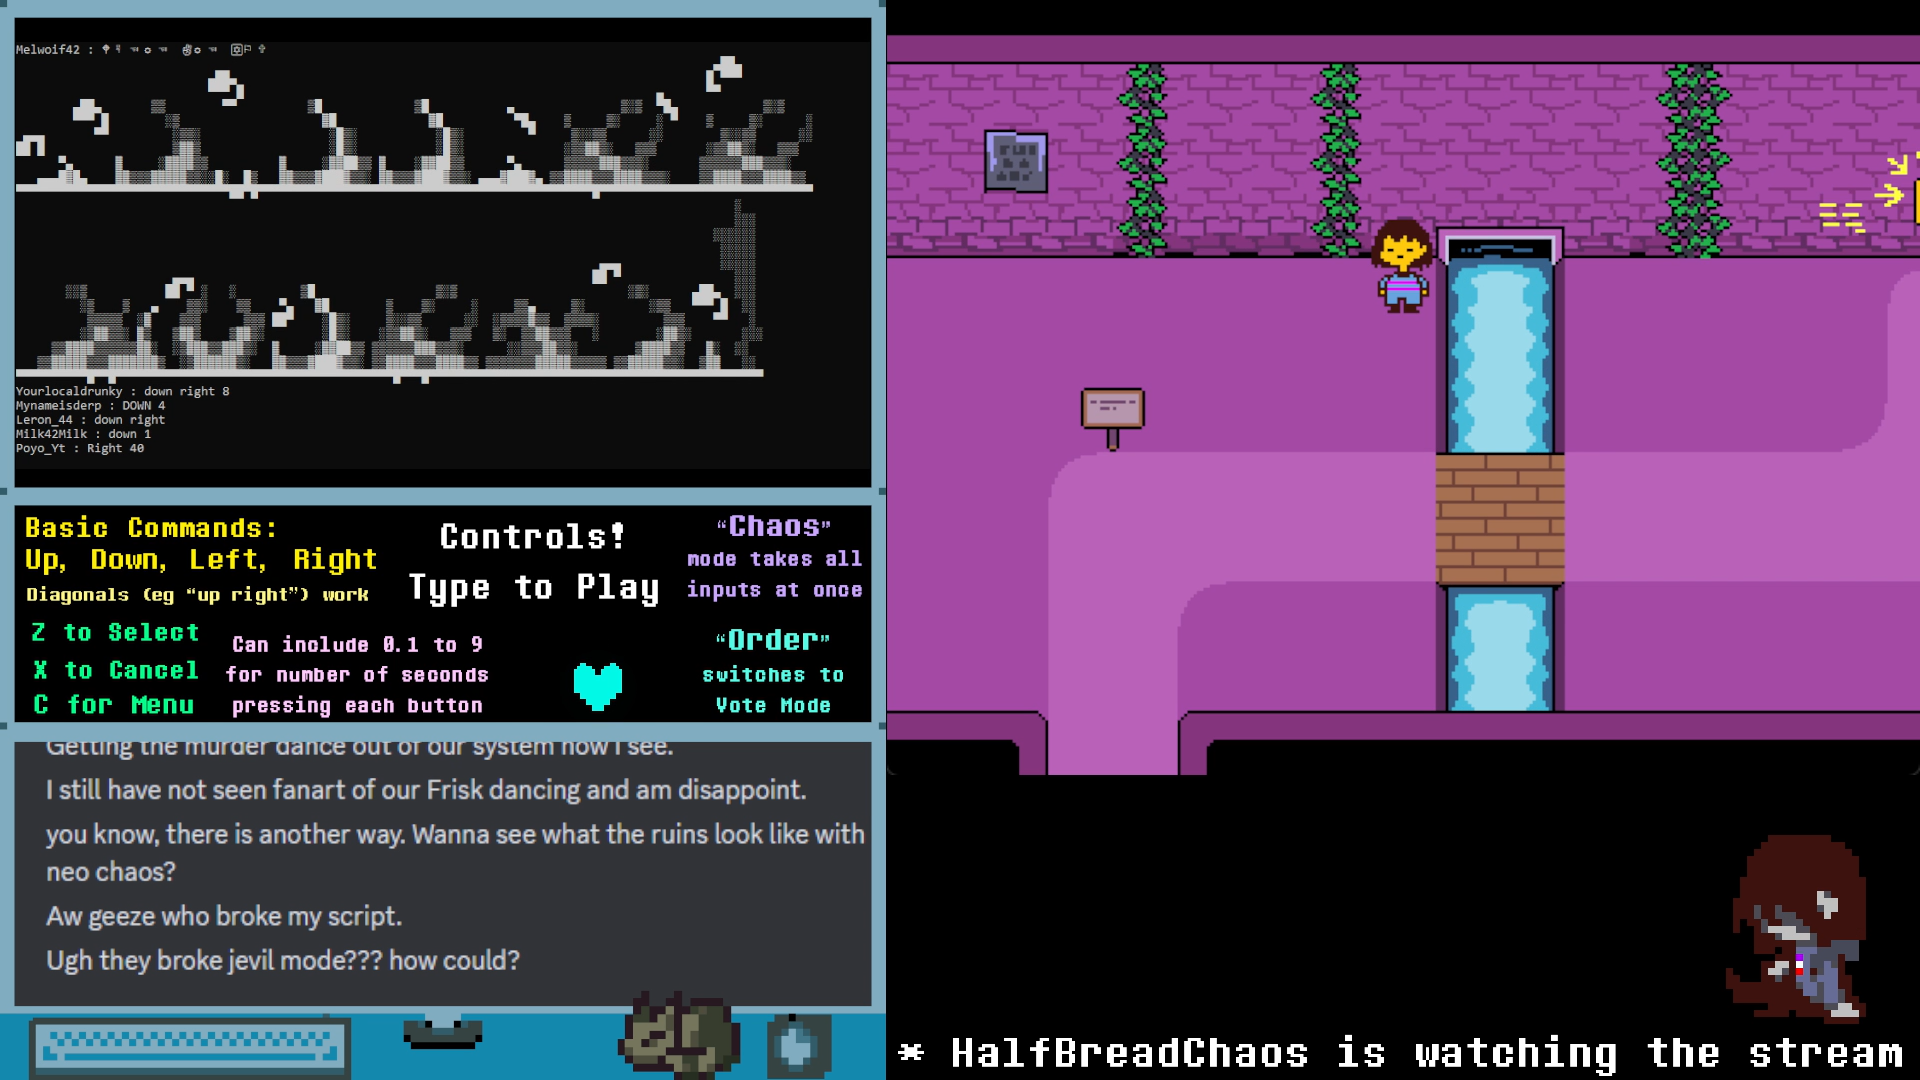 Melwoif42 :
Yourlocaldrunky : down right 8
Mynameisderp : DOWN 4
Leron_44 : down right
Milk42Milk : down 1
Poyo_Yt : Right 40
Basic Commands:
Up, Down, Left, Right
Diagonals (eg “up right”) work
Z to Select
X to Cancel
C for Menu
Can include 0.1 to 9
for number of seconds
pressing each button
Controls!
Type to Play
“Chaos”
mode takes all
inputs at once
“Order”
switches to
Vote Mode
Getting the murder dance out of our system now I see.
I still have not seen fanart of our Frisk dancing and am disappoint.
you know, there is another way. Wanna see what the ruins look like with
neo chaos?
Aw geeze who broke my script.
Ugh they broke jevil mode??? how could?
* HalfBreadChaos is watching the stream